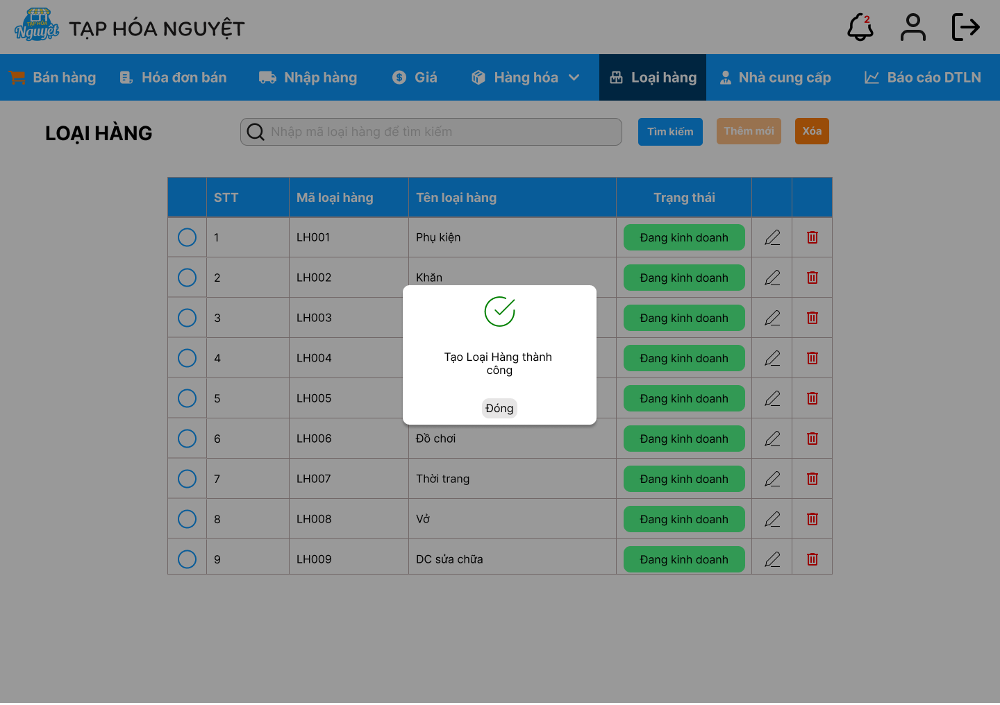 TẠP HÓA
Nguyệt
TẠP HÓA NGUYỆT
2
Bán hàng
Hóa đơn bán
Nhập hàng
Giá
Hàng hóa
Loại hàng
Nhà cung cấp
Báo cáo DTLN
LOẠI HÀNG
Nhập mã loại hàng để tìm kiếm
Tìm kiếm
Thêm mới
Xóa
STT Mã loại hàng Tên loại hàng Trạng thái
1 LH001 Phụ kiện Đang kinh doanh
2 LH002 Khăn Đang kinh doanh
3 LH003 Đang kinh doanh
4 LH004 Đang kinh doanh
5 LH005 Đang kinh doanh
6 LH006 Đồ chơi Đang kinh doanh
7 LH007 Thời trang Đang kinh doanh
8 LH008 Vở Đang kinh doanh
9 LH009 DC sửa chữa Đang kinh doanh
Tạo Loại Hàng thành
công
Đóng